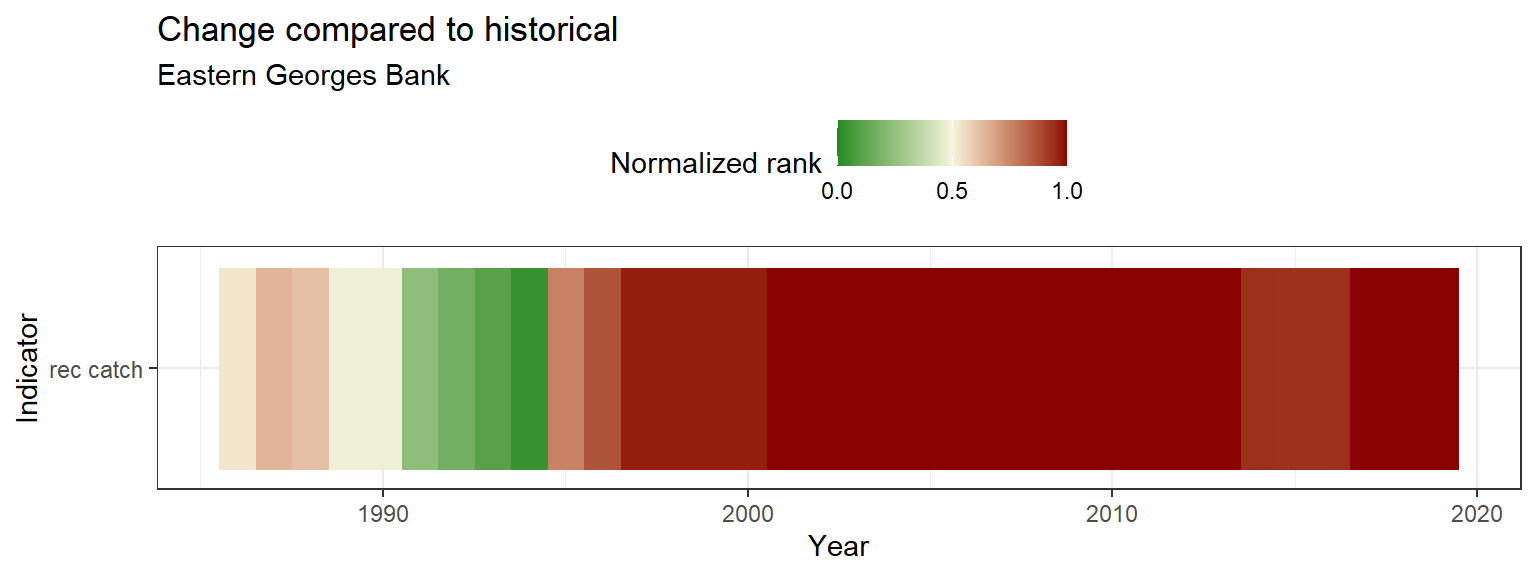 Change compared to historical
Eastern Georges Bank
Normalized rank
0.0 0.5 1.0
Indicator
rec catch
1990 2000 2010 2020
Year